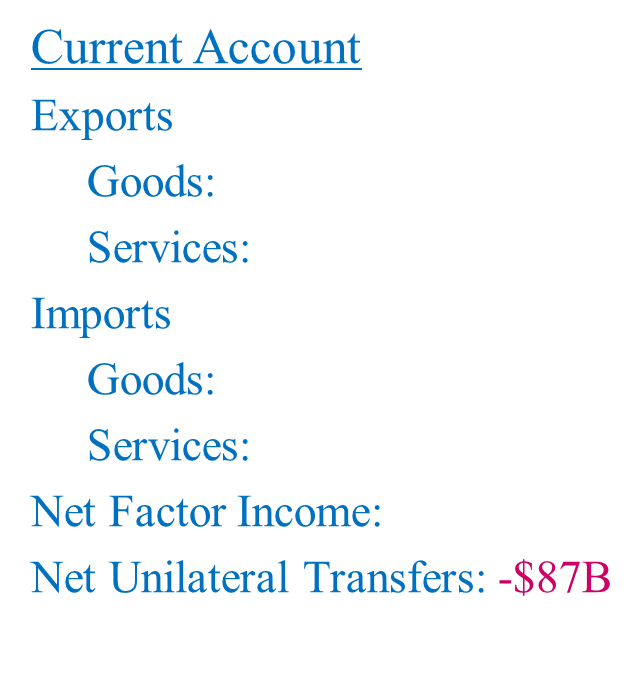 Current Account
Exports
Goods:
Services:
Imports
Goods:
Services:
Net Factor Income:
Net Unilateral Transfers: -$87B